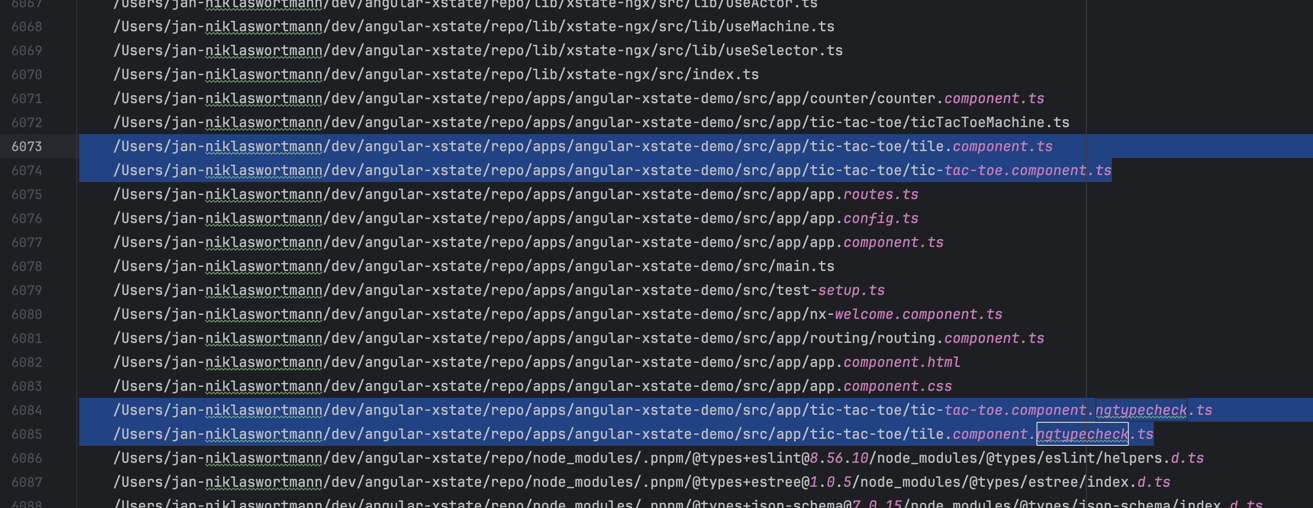 6067 /Users/jan-niklaswortmann/dev/angular-xstate/repo/lib/xstate-ngx/src/lib/useActor.ts
6068 /Users/jan-niklaswortmann/dev/angular-xstate/repo/lib/xstate-ngx/src/lib/useMachine.ts
6069 /Users/jan-niklaswortmann/dev/angular-xstate/repo/lib/xstate-ngx/src/lib/useSelector.ts
6070 /Users/jan-niklaswortmann/dev/angular-xstate/repo/lib/xstate-ngx/src/index.ts
6071 /Users/jan-niklaswortmann/dev/angular-xstate/repo/apps/angular-xstate-demo/src/app/counter/counter.component.ts
6072 /Users/jan-niklaswortmann/dev/angular-xstate/repo/apps/angular-xstate-demo/src/app/tic-tac-toe/ticTacToeMachine.ts
6073 /Users/jan-niklaswortmann/dev/angular-xstate/repo/apps/angular-xstate-demo/src/app/tic-tac-toe/tile.component.ts
6074 /Users/jan-niklaswortmann/dev/angular-xstate/repo/apps/angular-xstate-demo/src/app/tic-tac-toe/tic-tac-toe.component.ts
6075 /Users/jan-niklaswortmann/dev/angular-xstate/repo/apps/angular-xstate-demo/src/app/app.routes.ts
6076 /Users/jan-niklaswortmann/dev/angular-xstate/repo/apps/angular-xstate-demo/src/app/app.config.ts
6077 /Users/jan-niklaswortmann/dev/angular-xstate/repo/apps/angular-xstate-demo/src/app/app.component.ts
6078 /Users/jan-niklaswortmann/dev/angular-xstate/repo/apps/angular-xstate-demo/src/main.ts
6079 /Users/jan-niklaswortmann/dev/angular-xstate/repo/apps/angular-xstate-demo/src/test-setup.ts
6080 /Users/jan-niklaswortmann/dev/angular-xstate/repo/apps/angular-xstate-demo/src/app/nx-welcome.component.ts
6081 /Users/jan-niklaswortmann/dev/angular-xstate/repo/apps/angular-xstate-demo/src/app/routing/routing.component.ts
6082 /Users/jan-niklaswortmann/dev/angular-xstate/repo/apps/angular-xstate-demo/src/app/app.component.html
6083 /Users/jan-niklaswortmann/dev/angular-xstate/repo/apps/angular-xstate-demo/src/app/app.component.css
6084 /Users/jan-niklaswortmann/dev/angular-xstate/repo/apps/angular-xstate-demo/src/app/tic-tac-toe/tic-tac-toe.component.ngtypecheck.ts
6085 /Users/jan-niklaswortmann/dev/angular-xstate/repo/apps/angular-xstate-demo/src/app/tic-tac-toe/tile.component.ngtypecheck.ts
6086 /Users/jan-niklaswortmann/dev/angular-xstate/repo/node_modules/.pnpm/@types+eslint@8.56.10/node_modules/@types/eslint/helpers.d.ts
6087 /Users/jan-niklaswortmann/dev/angular-xstate/repo/node_modules/.pnpm/@types+estree@1.0.5/node_modules/@types/estree/index.d.ts
6088 /Users/jan-niklaswortmann/dev/angular-xstate/repo/node_modules/.pnpm/@types+json-schema@7.0.15/node_modules/@types/json-schema/index.d.ts